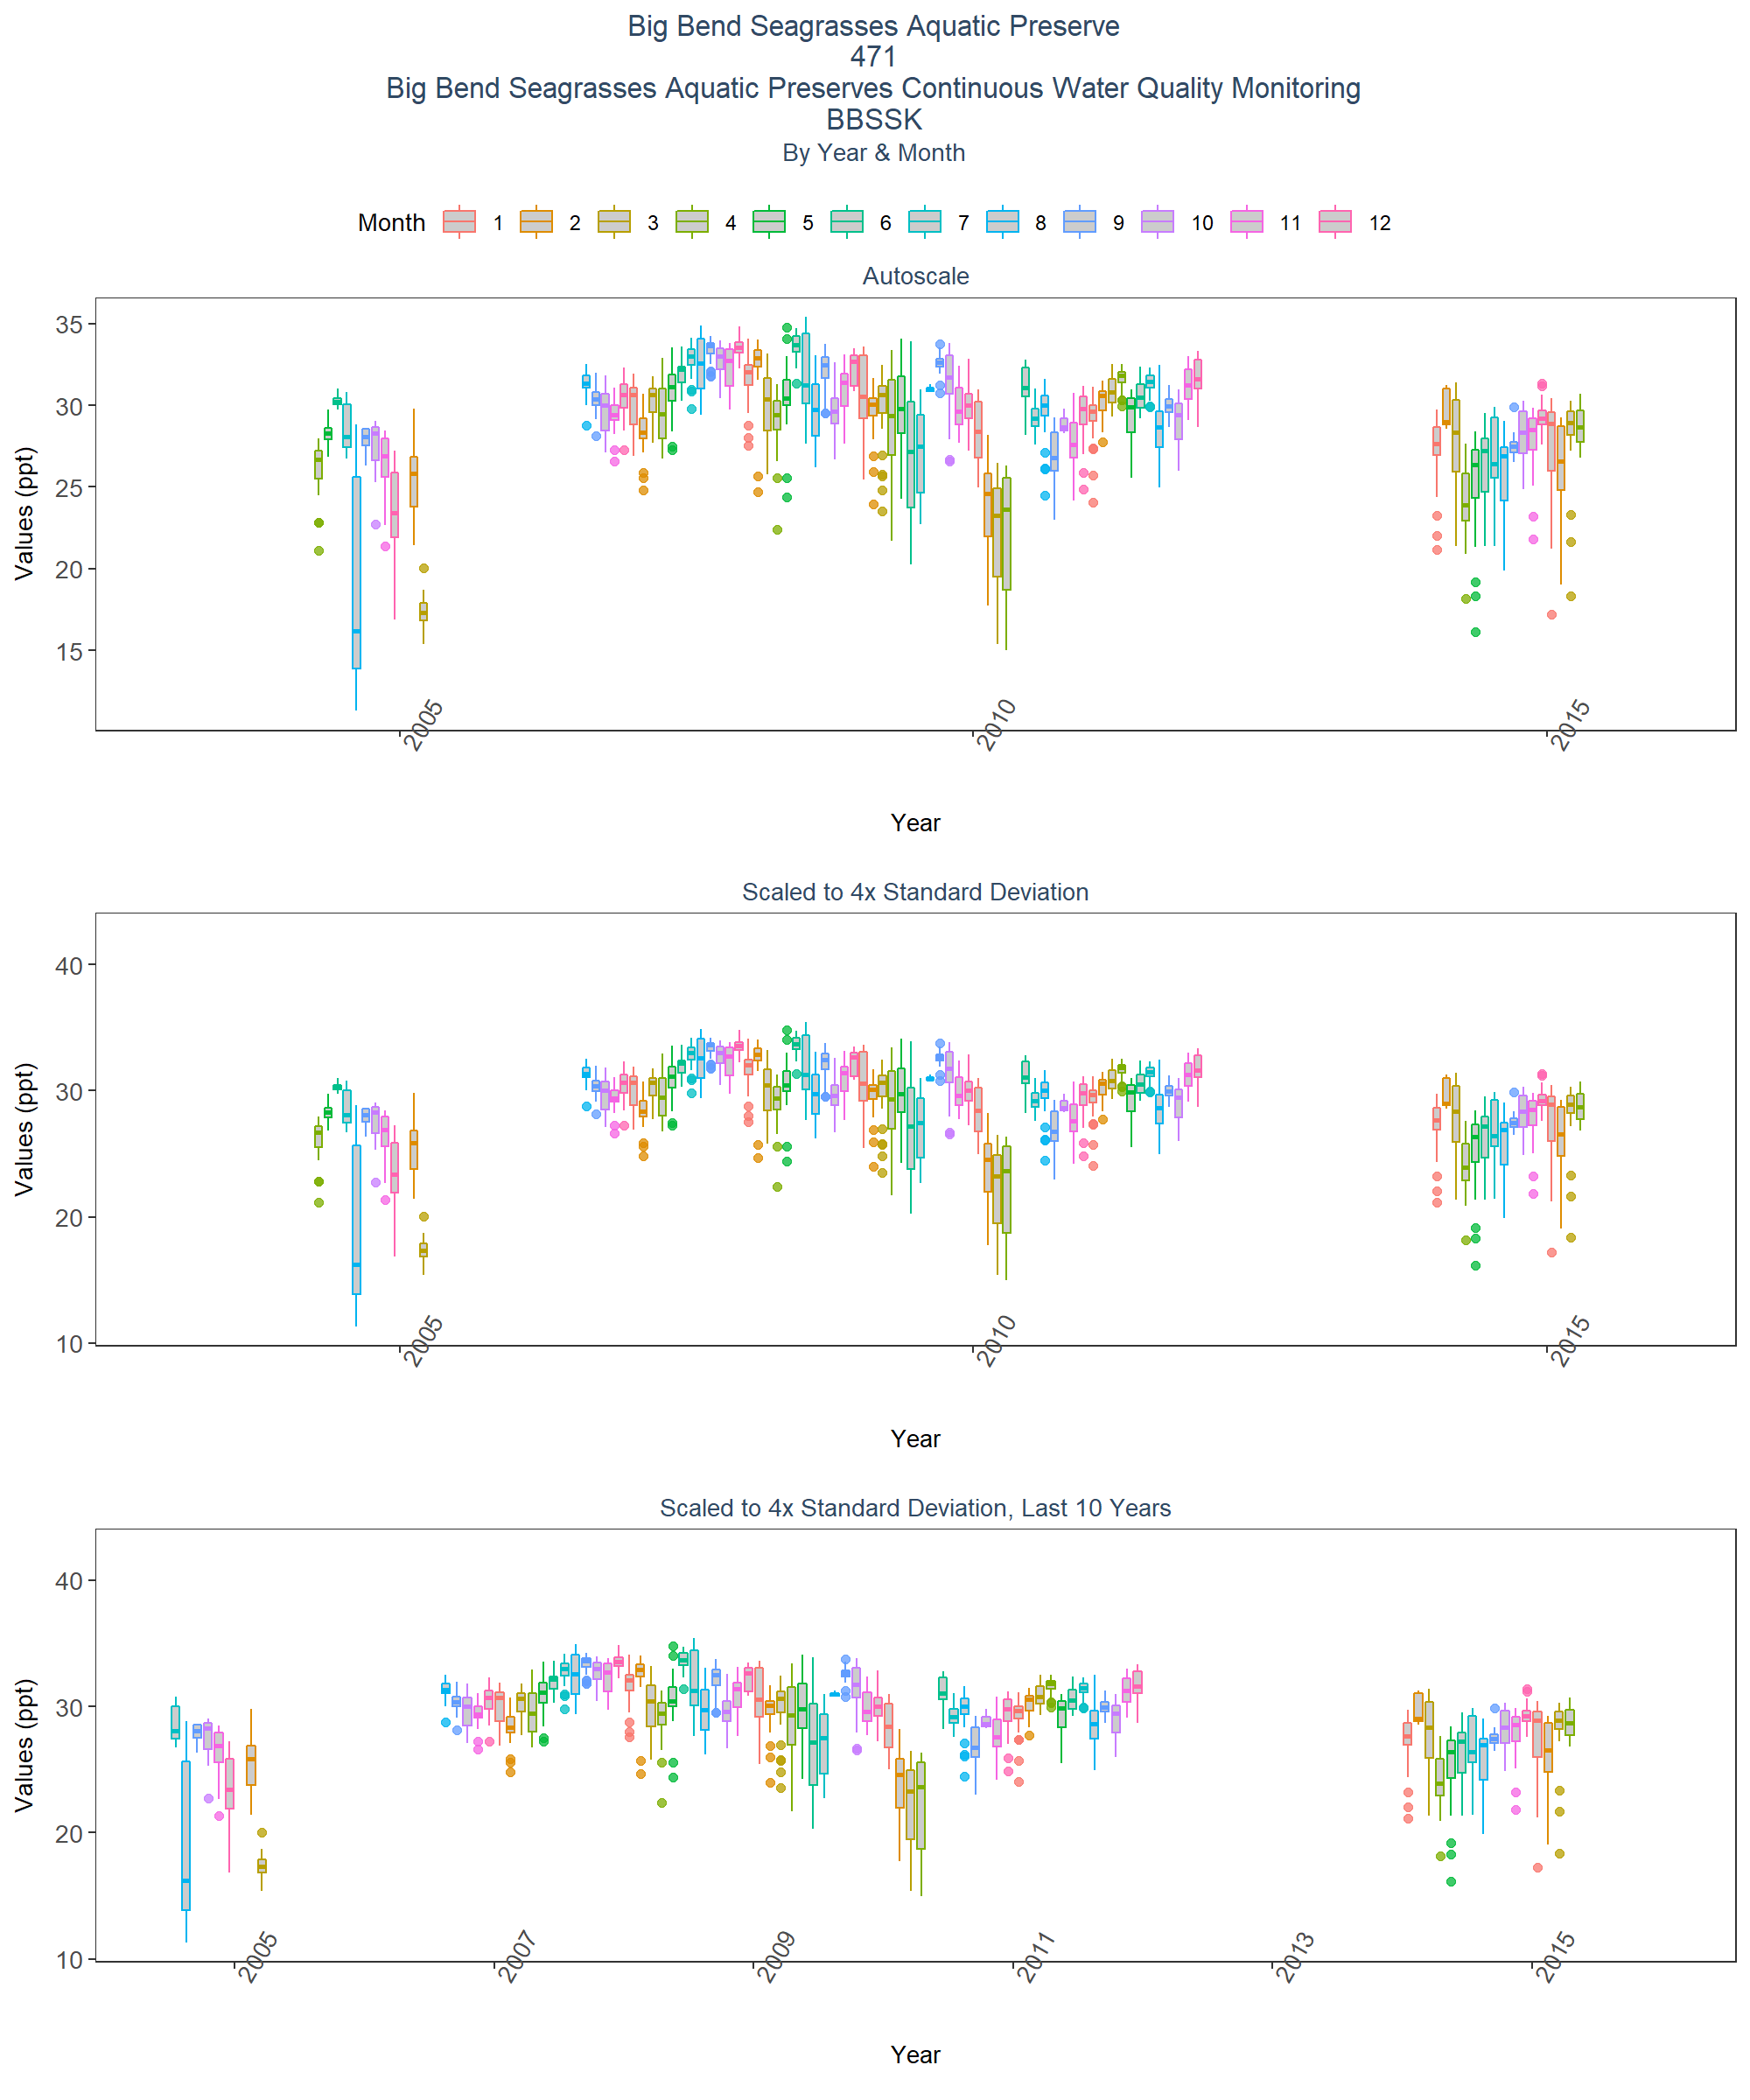 Big Bend Seagrasses Aquatic Preserve
471
Big Bend Seagrasses Aquatic Preserves Continuous Water Quality Monitoring
BBSSK
By Year & Month
Month 1 2 3 4 5 6 7 8 9 10 11 12
Autoscale
35
30
25
20
15
Values (ppt)
2005 2010 2015
Year
Scaled to 4x Standard Deviation
40
30
20
10
Values (ppt)
2005 2010 2015
Year
Scaled to 4x Standard Deviation, Last 10 Years
40
30
20
10
Values (ppt)
2005 2007 2009 2011 2013 2015
Year